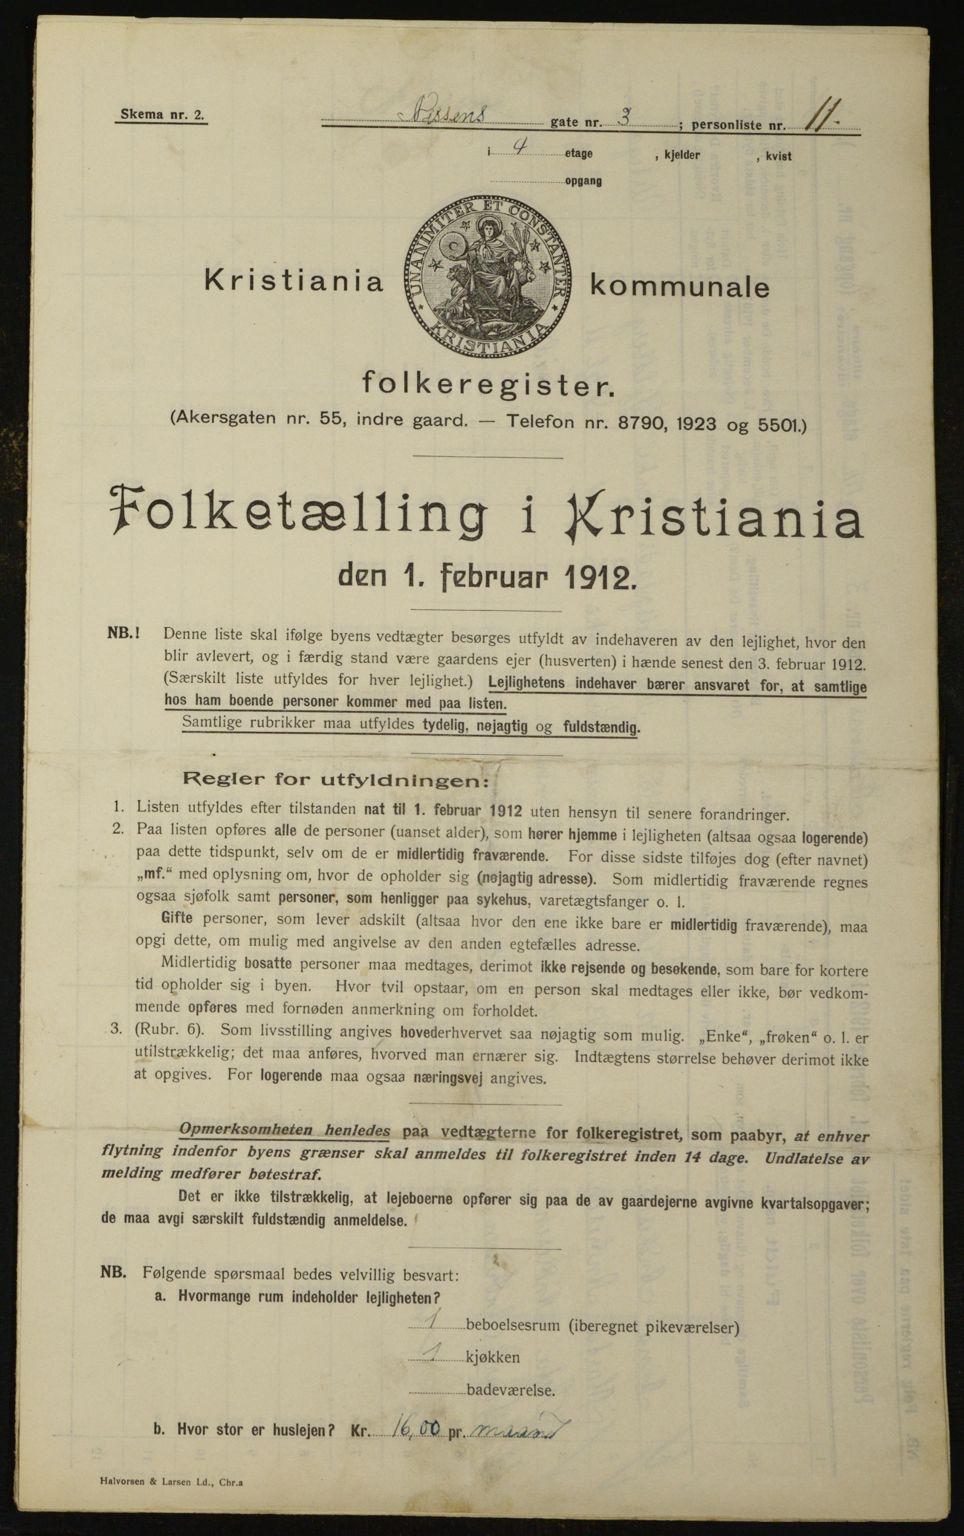 Skema nr. 2.
Nissens gate nr. 3 ; personliste nr. 11.
i 4 etage , kjelder , kvist
opgang
UNANIMITER ET CONSTANTER
KRISTIANIA
Kristiania kommunale
folkeregister.
(Akersgaten nr. 55, indre gaard. — Telefon nr. 8790, 1923 og 5501.)
Folketælling i Kristiania
den 1. februar 1912.
NB.! Denne liste skal ifølge byens vedtægter besørges utfyldt av indehaveren av den lejlighet, hvor den
blir avlevert, og i færdig stand være gaardens ejer (husverten) i hænde senest den 3. februar 1912.
(Særskilt liste utfyldes for hver lejlighet.) Lejlighetens indehaver bærer ansvaret for, at samtlige
hos ham boende personer kommer med paa listen.
Samtlige rubrikker maa utfyldes tydelig, nøjagtig og fuldstændig.
Regler for utfyldningen:
1. Listen utfyldes efter tilstanden nat til 1. februar 1912 uten hensyn til senere forandringer.
2. Paa listen opføres alle de personer (uanset alder), som hører hjemme i lejligheten (altsaa ogsaa logerende)
paa dette tidspunkt, selv om de er midlertidig fraværende. For disse sidste tilføjes dog (efter navnet)
„mf.“ med oplysning om, hvor de opholder sig (nøjagtig adresse). Som midlertidig fraværende regnes
ogsaa sjøfolk samt personer, som henligger paa sykehus, varetægtsfanger o. l.
Gifte personer, som lever adskilt (altsaa hvor den ene ikke bare er midlertidig fraværende), maa
opgi dette, om mulig med angivelse av den anden egtefælles adresse.
Midlertidig bosatte personer maa medtages, derimot ikke rejsende og besøkende, som bare for kortere
tid opholder sig i byen. Hvor tvil opstaar, om en person skal medtages eller ikke, bør vedkom-
mende opføres med fornøden anmerkning om forholdet.
3. (Rubr. 6). Som livsstilling angives hovederhvervet saa nøjagtig som mulig. „Enke“, „frøken“ o. l. er
utilstrækkelig; det maa anføres, hvorved man ernærer sig. Indtægtens størrelse behøver derimot ikke
at opgives. For logerende maa ogsaa næringsvej angives.
Opmerksomheten henledes paa vedtægterne for folkeregistret, som paabyr, at enhver
flytning indenfor byens grænser skal anmeldes til folkeregistret inden 14 dage. Undlatelse av
melding medfører bøtestraf.
Det er ikke tilstrækkelig, at lejeboerne opfører sig paa de av gaardejerne avgivne kvartalsopgaver;
de maa avgi særskilt fuldstændig anmeldelse.
NB. Følgende spørsmaal bedes velvillig besvart:
a. Hvormange rum indeholder lejligheten?
1 beboelsesrum (iberegnet pikeværelser)
1 kjøkken
badeværelse.
b. Hvor stor er huslejen? Kr. 16,00 pr. maaned
Halvorsen & Larsen Ld., Chr.a